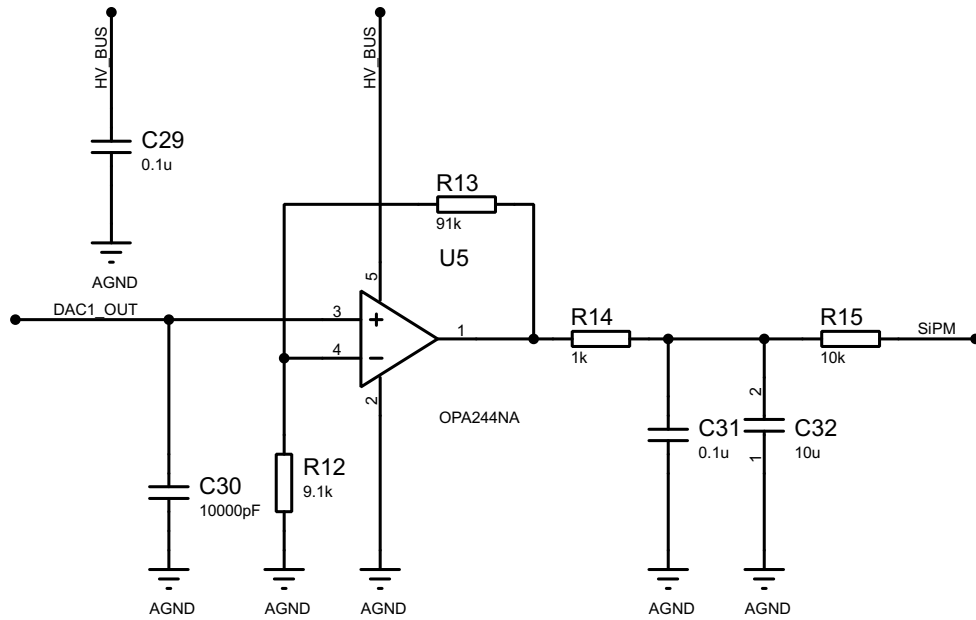 HV_BUS
HV_BUS
C29
0.1u
AGND
R13
91k
U5
5
DAC1_OUT
3
4
1
2
OPA244NA
R14
1k
R15
10k
SiPM
C30
10000pF
R12
9.1k
C31
0.1u
2
1
C32
10u
AGND
AGND
AGND
AGND
AGND